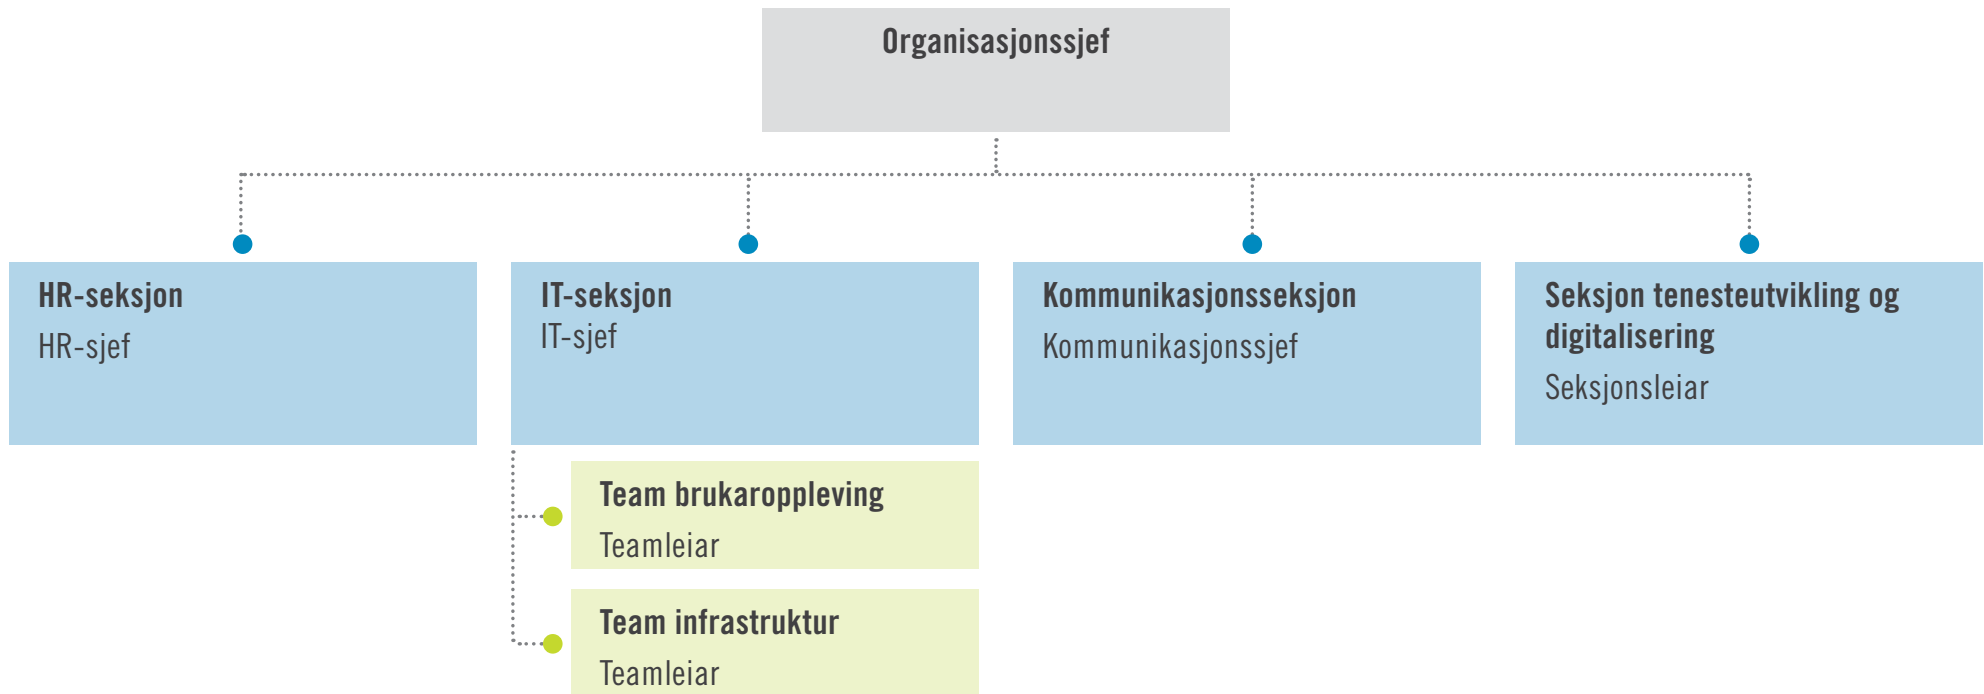 Organisasjonssjef
HR-seksjon
HR-sjef
IT-seksjon
IT-sjef
Kommunikasjonsseksjon
Kommunikasjonssjef
Seksjon tenesteutvikling og
digitalisering
Seksjonsleiar
Team brukaroppleving
Teamleiar
Team infrastruktur
Teamleiar